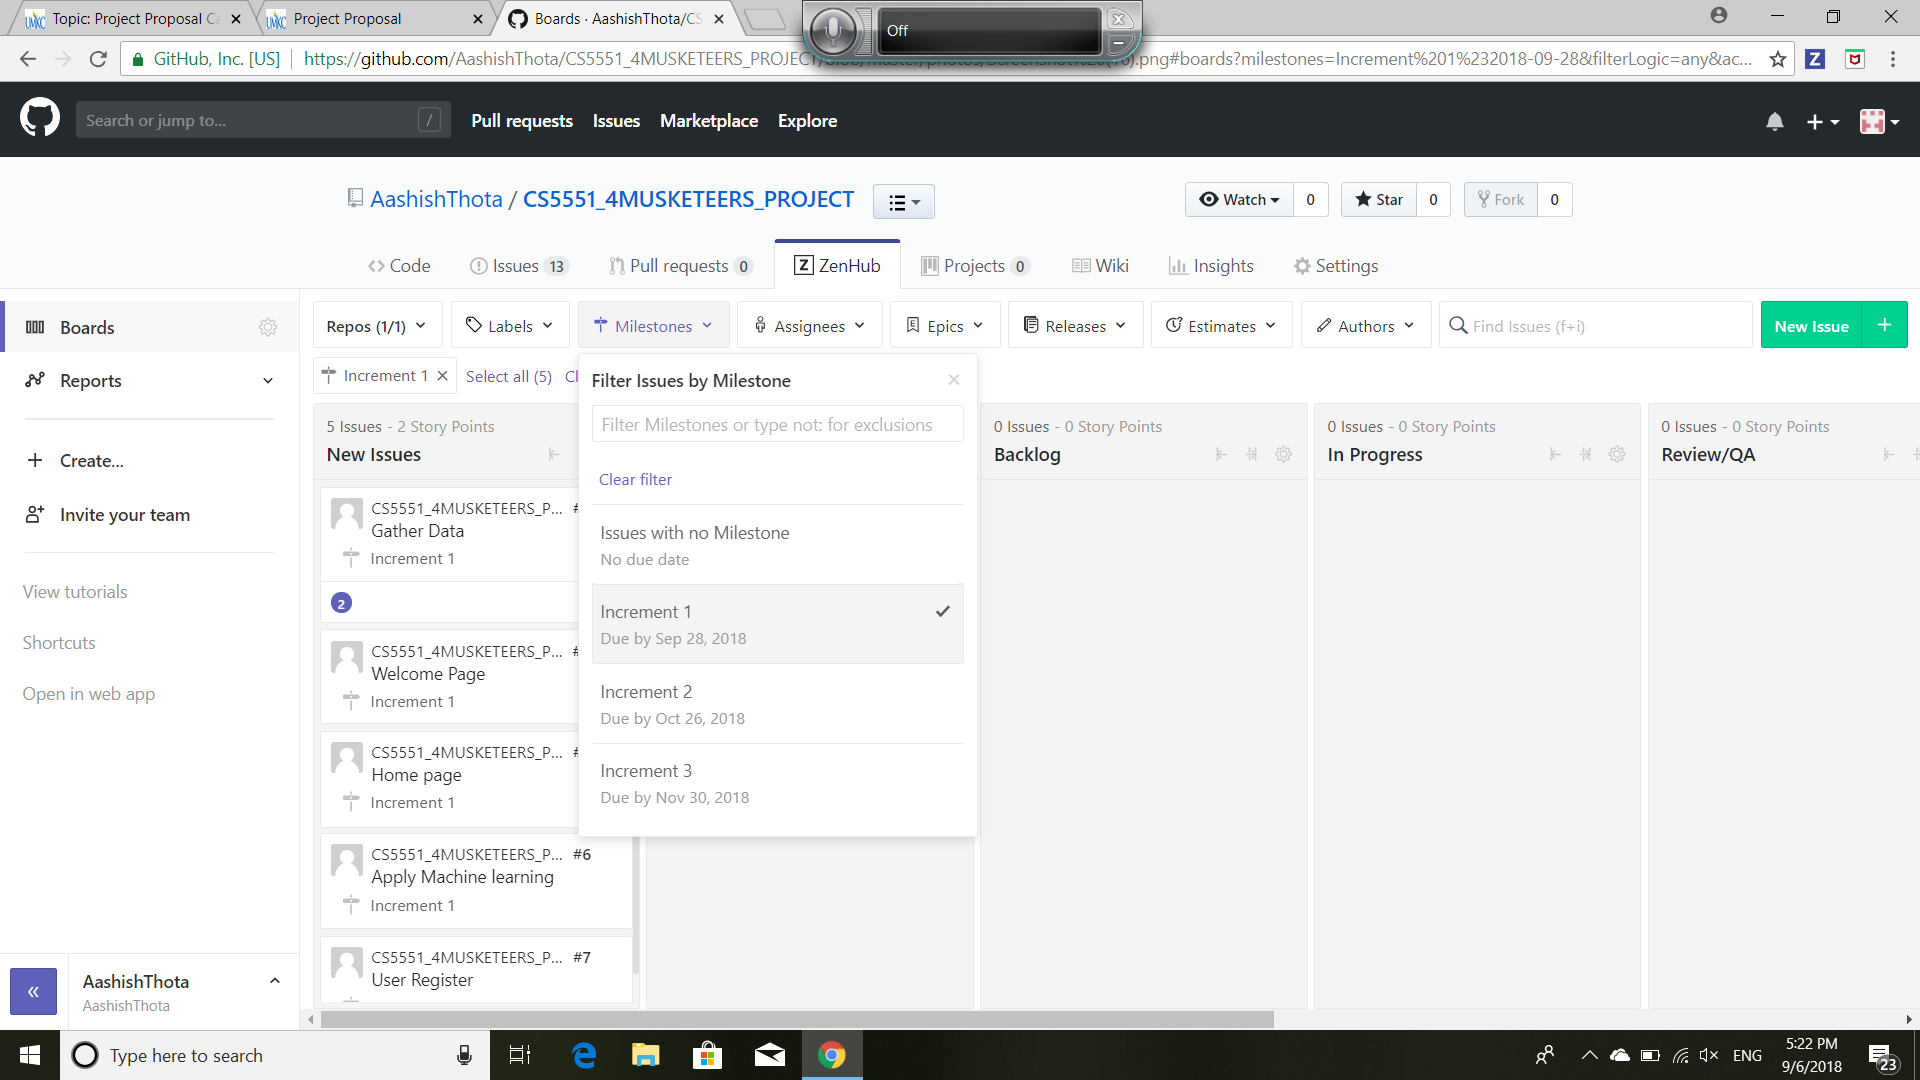 Topic: Project Proposal Ca
Project Proposal
Boards · AashishThota/CS
Off
GitHub, Inc. [US]
https://github.com/AashishThota/CS5551_4MUSKETEERS_PROJECT/
.png#boards?milestones=Increment%201%232018-09-28&filterLogic=any&ac...
Search or jump to...
/
Pull requests
Issues
Marketplace
Explore
AashishThota / CS5551_4MUSKETEERS_PROJECT
Watch 0
Star 0
Fork 0
Code
Issues 13
Pull requests 0
Z ZenHub
Projects 0
Wiki
Insights
Settings
Boards
Reports
Create...
Invite your team
View tutorials
Shortcuts
Open in web app
AashishThota
AashishThota
Repos (1/1)
Labels
Milestones
Assignees
Epics
Releases
Estimates
Authors
Find Issues (f+i)
New Issue +
Increment 1 ×
Select all (5)
Cl
Filter Issues by Milestone
Filter Milestones or type not: for exclusions
Clear filter
Issues with no Milestone
No due date
Increment 1
Due by Sep 28, 2018
Increment 2
Due by Oct 26, 2018
Increment 3
Due by Nov 30, 2018
5 Issues - 2 Story Points
New Issues
CS5551_4MUSKETEERS_P... #
Gather Data
Increment 1
2
CS5551_4MUSKETEERS_P... #
Welcome Page
Increment 1
CS5551_4MUSKETEERS_P... #
Home page
Increment 1
CS5551_4MUSKETEERS_P... #6
Apply Machine learning
Increment 1
CS5551_4MUSKETEERS_P... #7
User Register
0 Issues - 0 Story Points
Backlog
0 Issues - 0 Story Points
In Progress
0 Issues - 0 Story Points
Review/QA
Type here to search
ENG
5:22 PM
9/6/2018
23